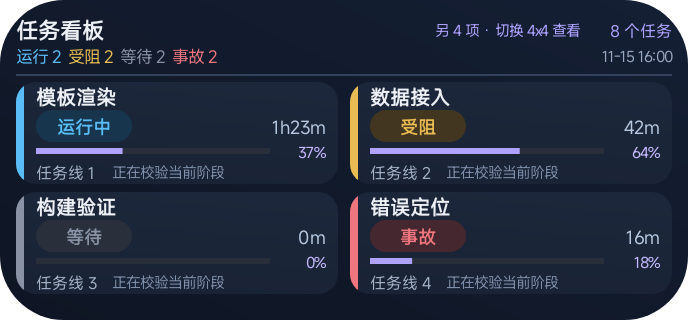 任务看板
另 4 项 · 切换 4x4 查看 8 个任务
运行 2 受阻 2 等待 2 事故 2
11-15 16:00
模板渲染
运行中 1h23m
37%
任务线 1 正在校验当前阶段
数据接入
受阻 42m
64%
任务线 2 正在校验当前阶段
构建验证
等待 0m
0%
任务线 3 正在校验当前阶段
错误定位
事故 16m
18%
任务线 4 正在校验当前阶段